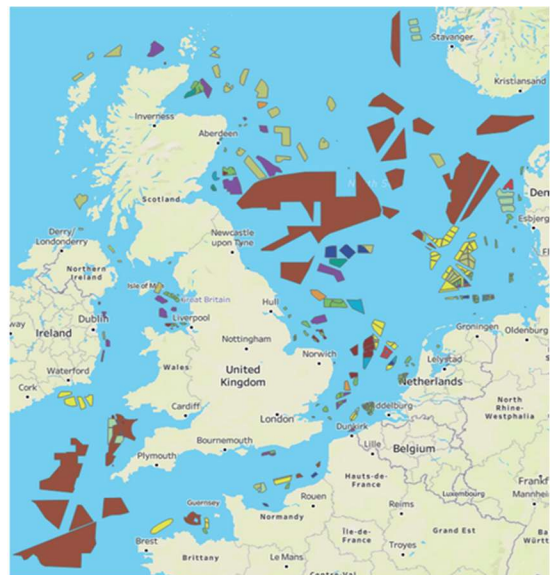 Stavanger
Kristiansand
Inverness
Aberdeen
Scotland
Newcastle
upon Tyne
Esbjerg
Derry/
Londonderry
Northern
Ireland
Isle of M
Great Britain
Hull
Dublin
Liverpool
Ireland
Nottingham
Norwich
Groningen
Oldenburg
Lelystad
Netherlands
Waterford
Wales
United
Kingdom
Cork
Cardiff
London
North
Rhine-
Westphalia
Bournemouth
Dunkirk
Lille
Belgium
Plymouth
Hauts-de-
France
Luxembourg
Frankf
Mannhei
Guernsey
Rouen
Reims
Normandy
Île-de-
France
Grand Est
Brest
Troyes
Brittany
Le Mans